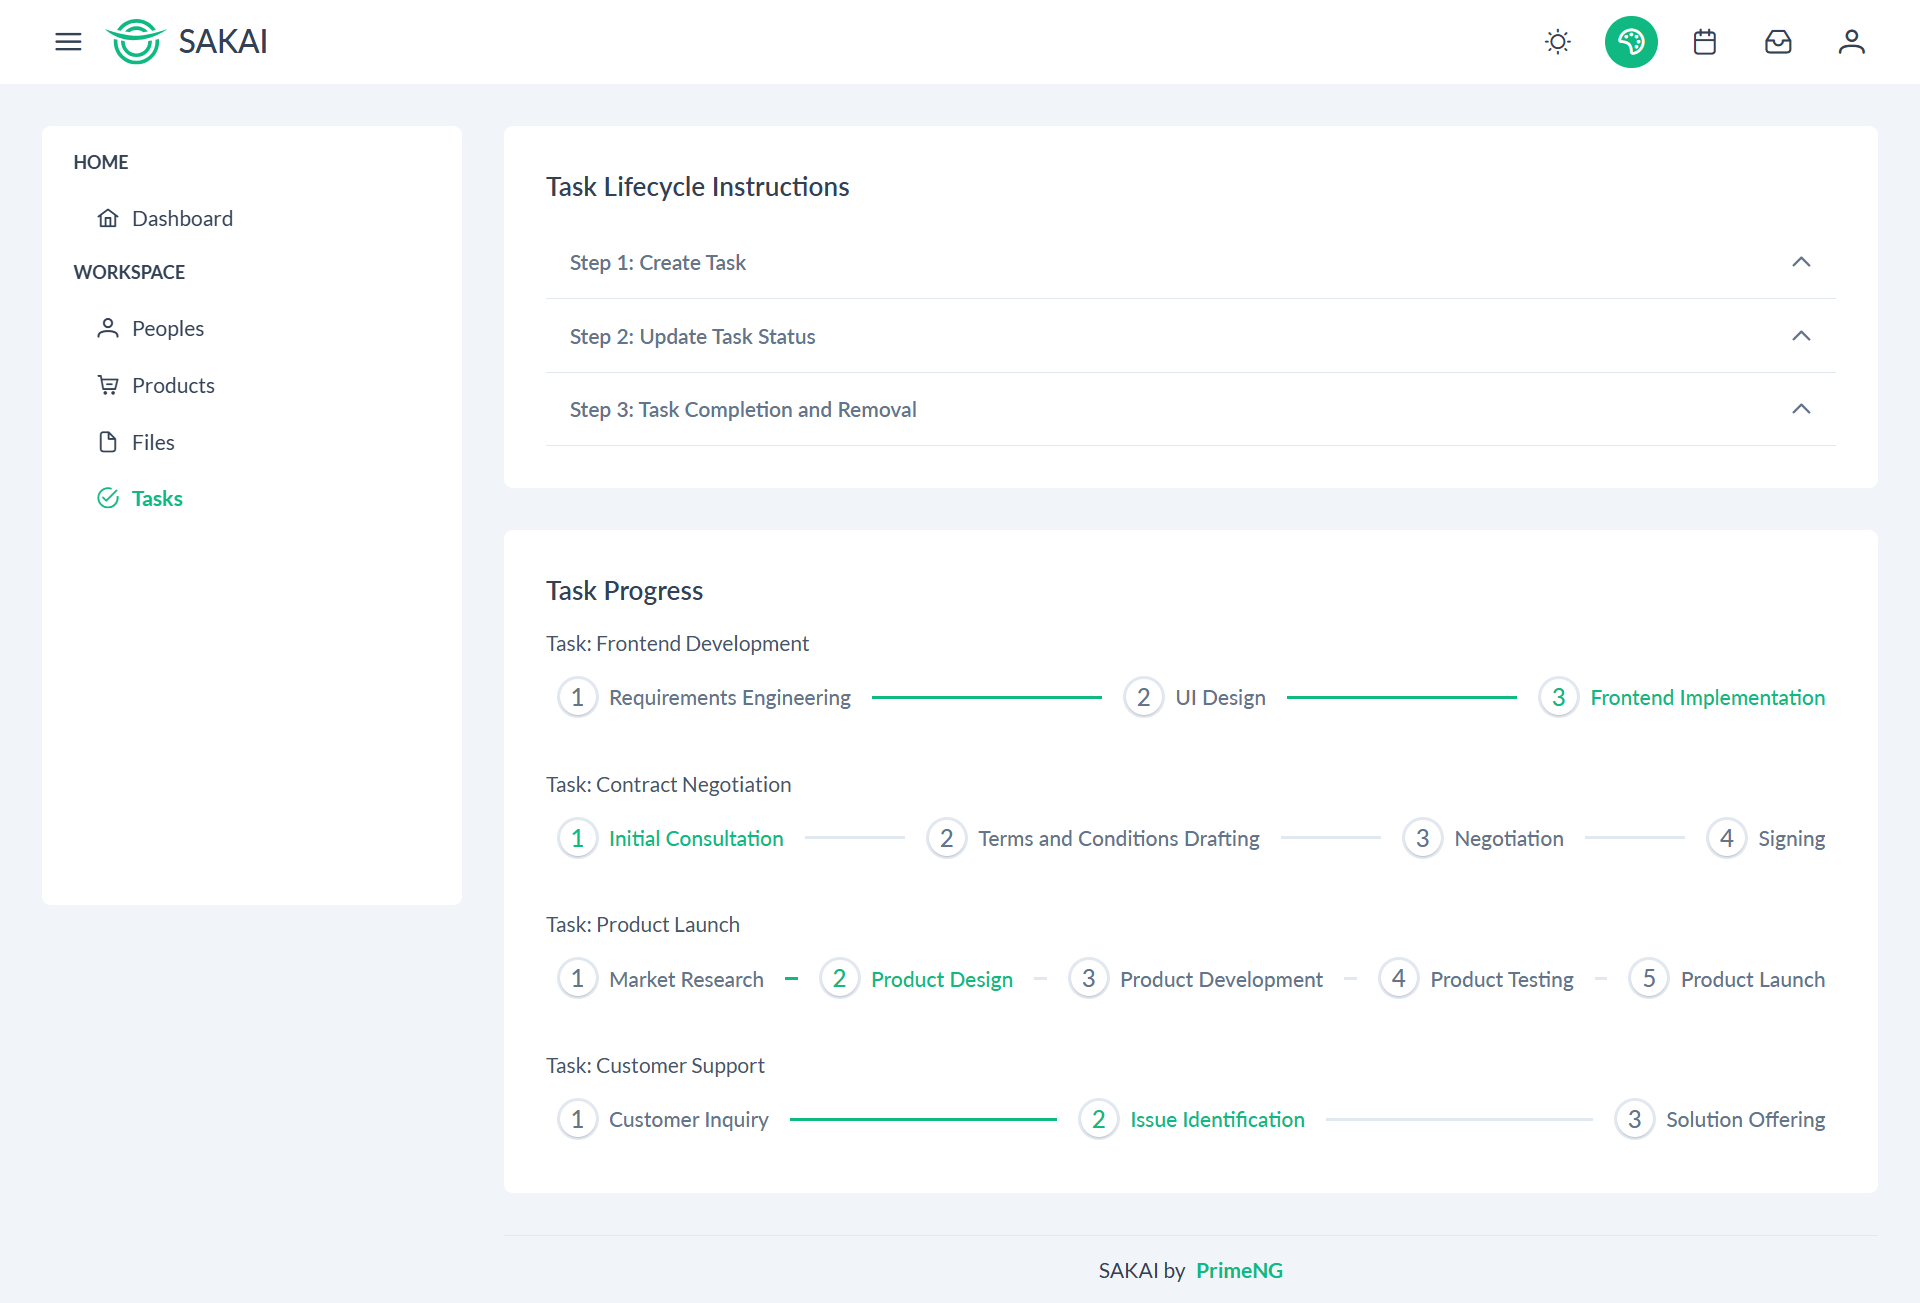 SAKAI
HOME
Dashboard
WORKSPACE
Peoples
Products
Files
Tasks
Task Lifecycle Instructions
Step 1: Create Task
Step 2: Update Task Status
Step 3: Task Completion and Removal
Task Progress
Task: Frontend Development
1 Requirements Engineering 2 UI Design 3 Frontend Implementation
Task: Contract Negotiation
1 Initial Consultation 2 Terms and Conditions Drafting 3 Negotiation 4 Signing
Task: Product Launch
1 Market Research 2 Product Design 3 Product Development 4 Product Testing 5 Product Launch
Task: Customer Support
1 Customer Inquiry 2 Issue Identification 3 Solution Offering
SAKAI by PrimeNG